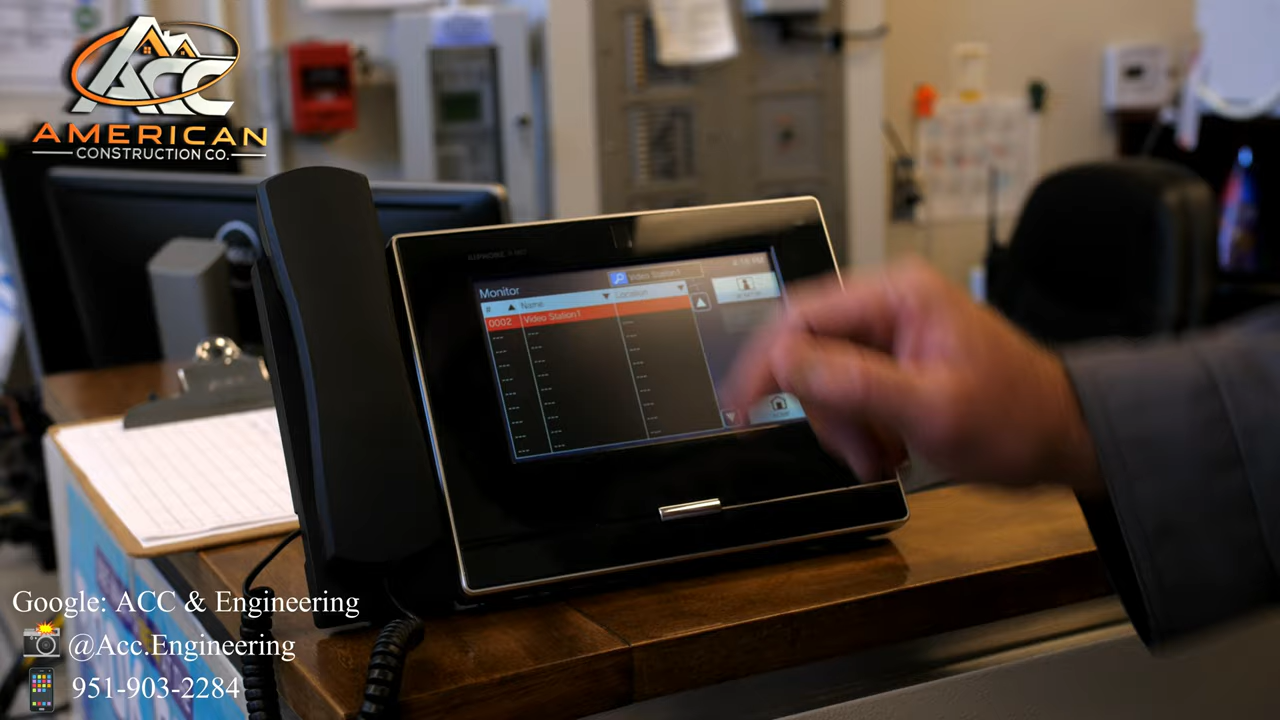 ACC
AMERICAN
CONSTRUCTION CO.
Video Station1
Monitor
# Name Location
0002 Video Station1
HOME
Google: ACC & Engineering
@Acc.Engineering
951-903-2284